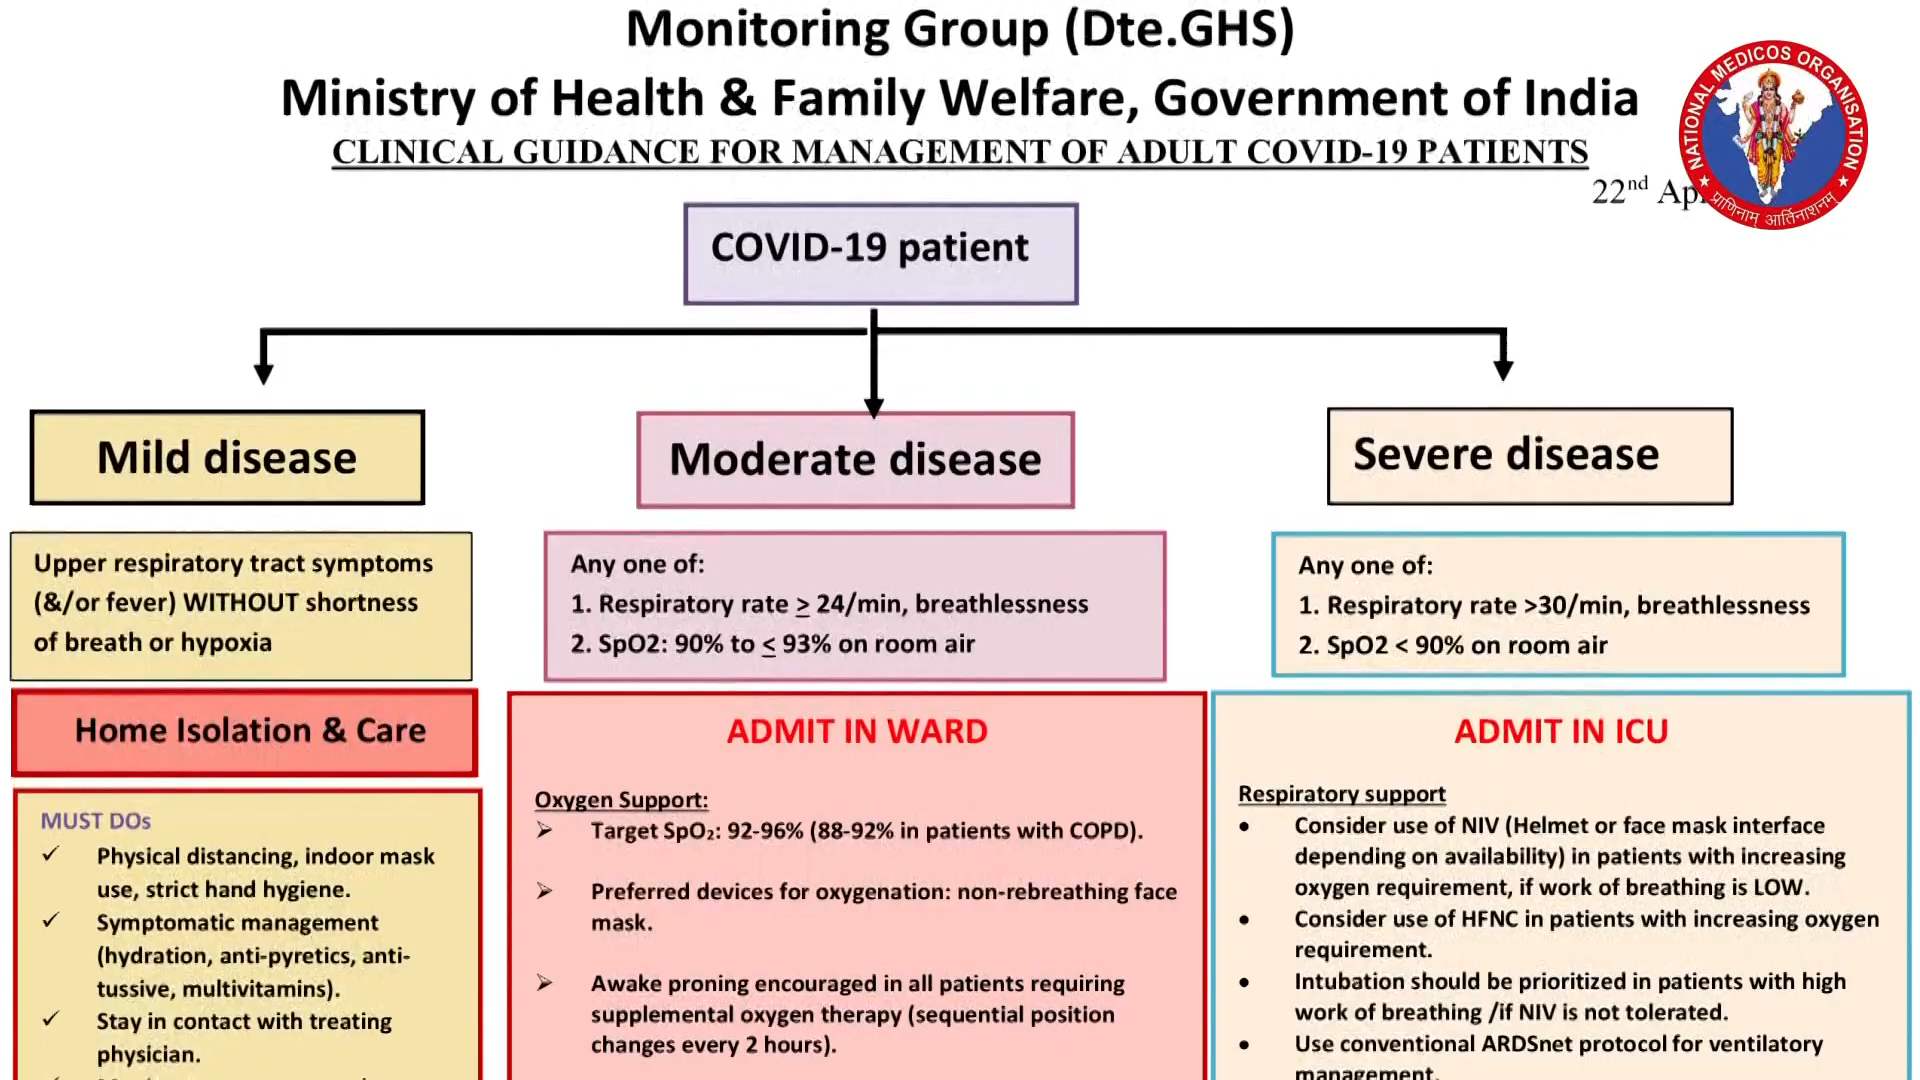 Monitoring Group (Dte.GHS)
Ministry of Health & Family Welfare, Government of India
CLINICAL GUIDANCE FOR MANAGEMENT OF ADULT COVID-19 PATIENTS
22nd
NATIONAL MEDICOS ORGANISATION
प्राणिनाम् आर्तिनाशनम्
COVID-19 patient
Mild disease
Upper respiratory tract symptoms
(&/or fever) WITHOUT shortness
of breath or hypoxia
Home Isolation & Care
MUST DOs
✓ Physical distancing, indoor mask
use, strict hand hygiene.
✓ Symptomatic management
(hydration, anti-pyretics, anti-
tussive, multivitamins).
✓ Stay in contact with treating
physician.
Moderate disease
Any one of:
1. Respiratory rate ≥ 24/min, breathlessness
2. SpO2: 90% to ≤ 93% on room air
ADMIT IN WARD
Oxygen Support:
➢ Target SpO₂: 92-96% (88-92% in patients with COPD).
➢ Preferred devices for oxygenation: non-rebreathing face
mask.
➢ Awake proning encouraged in all patients requiring
supplemental oxygen therapy (sequential position
changes every 2 hours).
Severe disease
Any one of:
1. Respiratory rate >30/min, breathlessness
2. SpO2 < 90% on room air
ADMIT IN ICU
Respiratory support
• Consider use of NIV (Helmet or face mask interface
depending on availability) in patients with increasing
oxygen requirement, if work of breathing is LOW.
• Consider use of HFNC in patients with increasing oxygen
requirement.
• Intubation should be prioritized in patients with high
work of breathing /if NIV is not tolerated.
• Use conventional ARDSnet protocol for ventilatory
management.